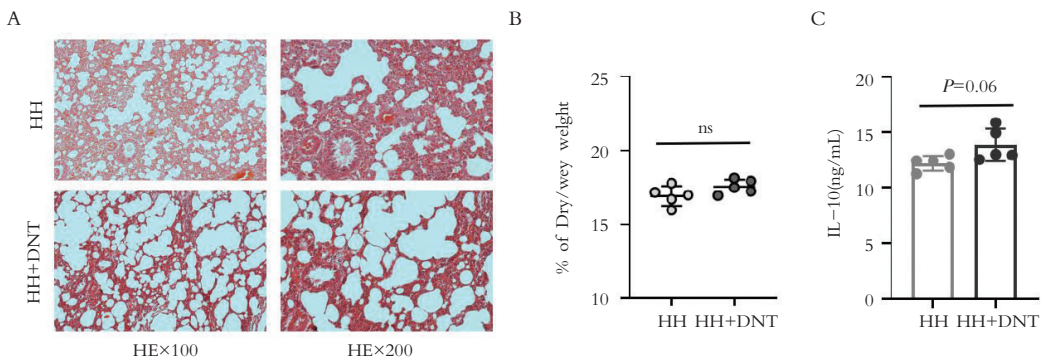 A
HH
HH+DNT
HE×100
HE×200
B
% of Dry/wey welght
25
20
15
10
ns
HH
HH+DNT
C
IL−10(ng/mL)
20
15
10
5
0
P=0.06
HH
HH+DNT